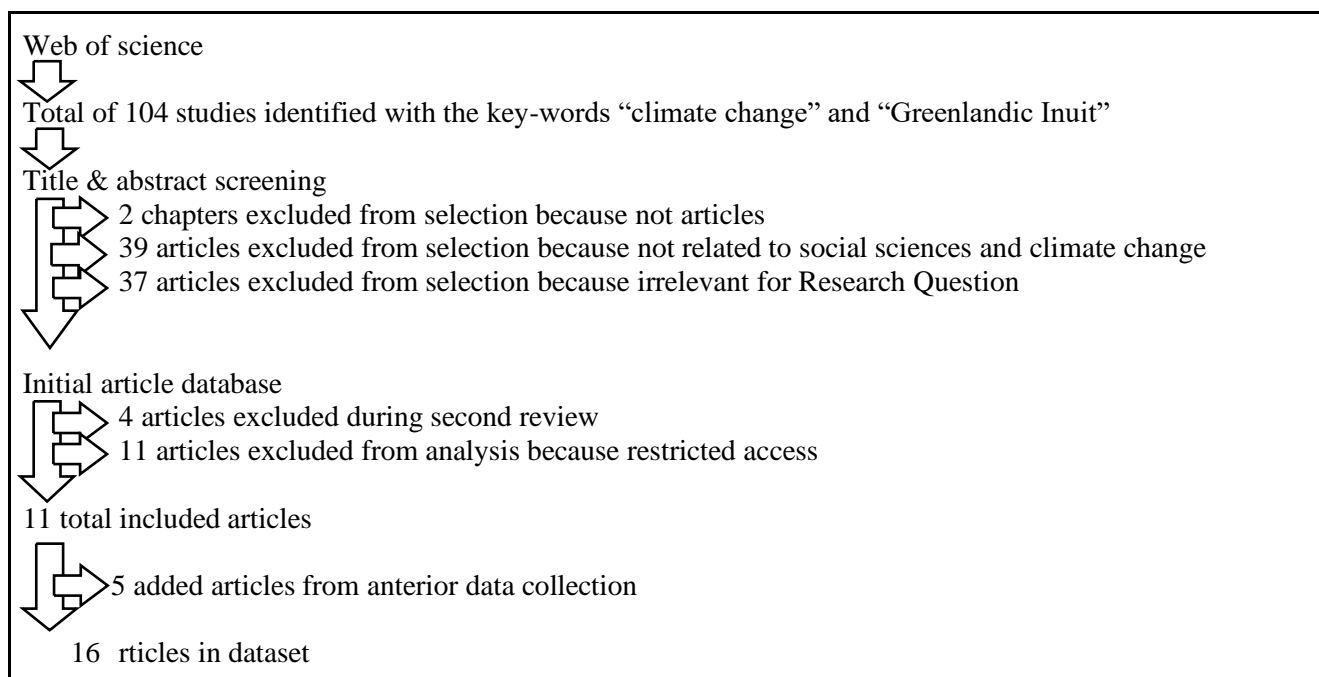 Web of science
Total of 104 studies identified with the key-words “climate change” and “Greenlandic Inuit”
Title & abstract screening
2 chapters excluded from selection because not articles
39 articles excluded from selection because not related to social sciences and climate change
37 articles excluded from selection because irrelevant for Research Question
Initial article database
4 articles excluded during second review
11 articles excluded from analysis because restricted access
11 total included articles
5 added articles from anterior data collection
16 rticles in dataset